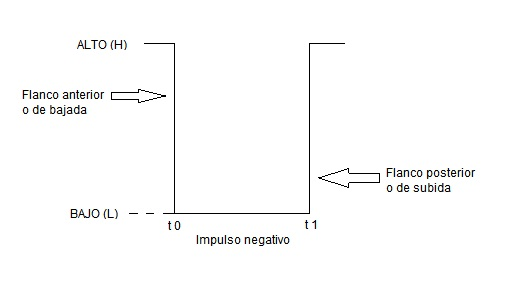 ALTO (H)
Flanco anterior
o de bajada
Flanco posterior
o de subida
BAJO (L)
t 0
t 1
Impulso negativo